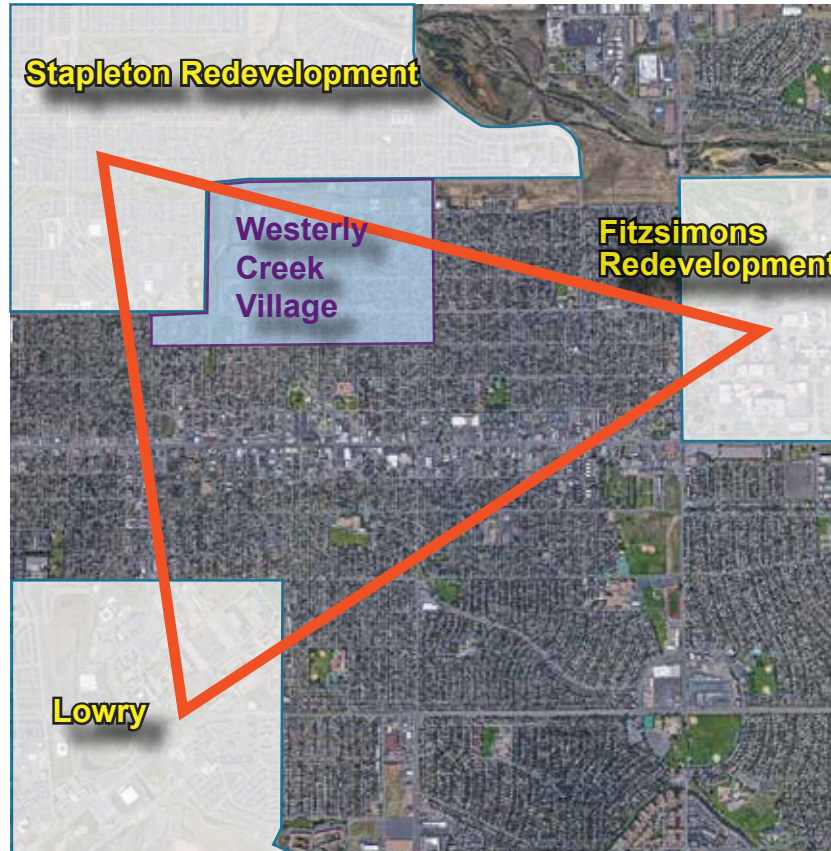 Stapleton Redevelopment
Westerly
Creek
Village
Fitzsimons
Redevelopment
Lowry